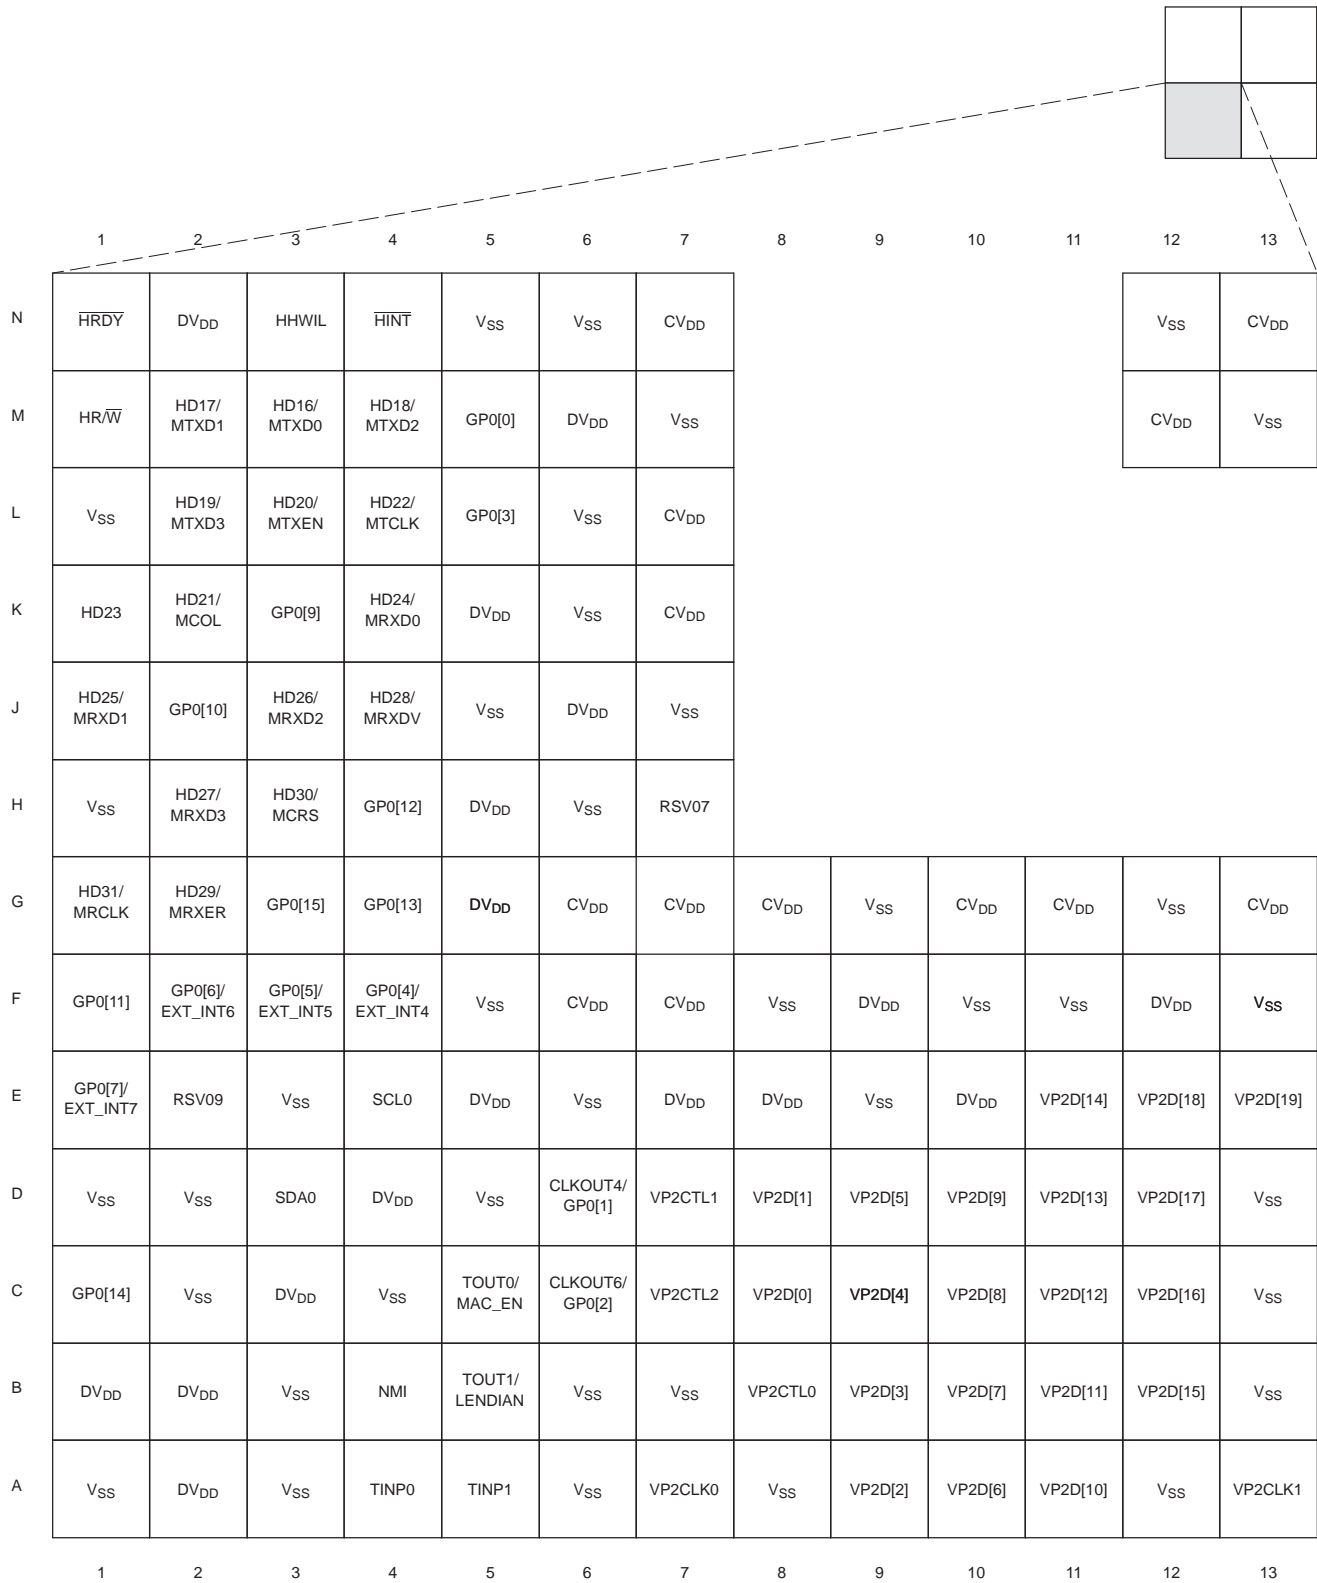 1 2 3 4 5 6 7 8 9 10 11 12 13
N HRDY DVDD HHWIL HINT VSS VSS CVDD VSS CVDD
M HR/W HD17/ MTXD1 HD16/ MTXD0 HD18/ MTXD2 GP0[0] DVDD VSS CVDD VSS
L VSS HD19/ MTXD3 HD20/ MTXEN HD22/ MTCLK GP0[3] VSS CVDD
K HD23 HD21/ MCOL GP0[9] HD24/ MRXD0 DVDD VSS CVDD
J HD25/ MRXD1 GP0[10] HD26/ MRXD2 HD28/ MRXDV VSS DVDD VSS
H VSS HD27/ MRXD3 HD30/ MCRS GP0[12] DVDD VSS RSV07
G HD31/ MRCLK HD29/ MRXER GP0[15] GP0[13] DVDD CVDD CVDD CVDD VSS CVDD CVDD VSS CVDD
F GP0[11] GP0[6]/ EXT_INT6 GP0[5]/ EXT_INT5 GP0[4]/ EXT_INT4 VSS CVDD CVDD VSS DVDD VSS VSS DVDD VSS
E GP0[7]/ EXT_INT7 RSV09 VSS SCL0 DVDD VSS DVDD DVDD VSS DVDD VP2D[14] VP2D[18] VP2D[19]
D VSS VSS SDA0 DVDD VSS CLKOUT4/ GP0[1] VP2CTL1 VP2D[1] VP2D[5] VP2D[9] VP2D[13] VP2D[17] VSS
C GP0[14] VSS DVDD VSS TOUT0/ MAC_EN CLKOUT6/ GP0[2] VP2CTL2 VP2D[0] VP2D[4] VP2D[8] VP2D[12] VP2D[16] VSS
B DVDD DVDD VSS NMI TOUT1/ LENDIAN VSS VSS VP2CTL0 VP2D[3] VP2D[7] VP2D[11] VP2D[15] VSS
A VSS DVDD VSS TINP0 TINP1 VSS VP2CLK0 VSS VP2D[2] VP2D[6] VP2D[10] VSS VP2CLK1
1 2 3 4 5 6 7 8 9 10 11 12 13